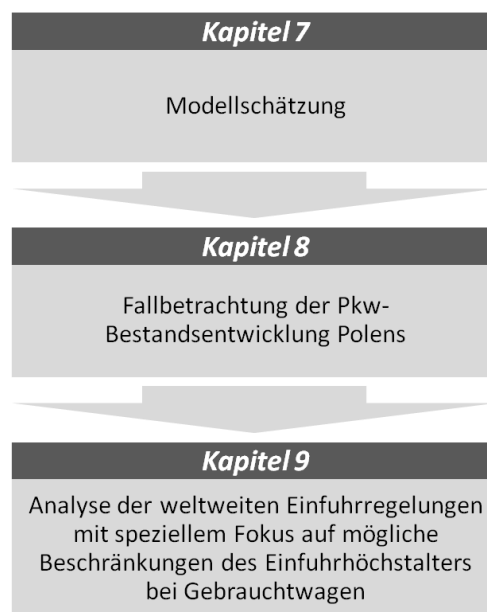 Kapitel 7
Modellschätzung
Kapitel 8
Fallbetrachtung der Pkw-
Bestandsentwicklung Polens
Kapitel 9
Analyse der weltweiten Einfuhrregelungen
mit speziellem Fokus auf mögliche
Beschränkungen des Einfuhrhöchstalters
bei Gebrauchtwagen